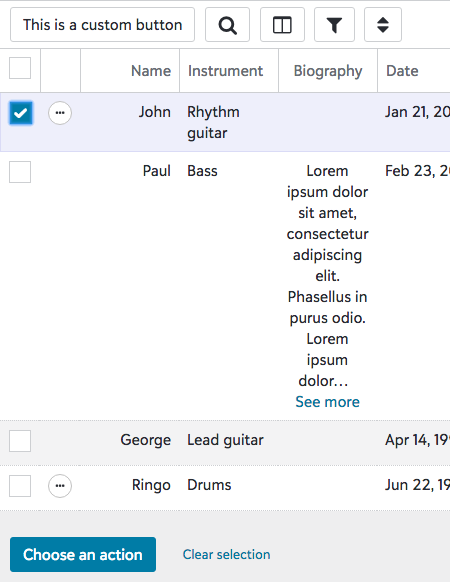 This is a custom button
Name Instrument Biography Date
John Rhythm guitar Jan 21, 20
Paul Bass Lorem Feb 23, 2
ipsum dolor
sit amet,
consectetur
adipiscing
elit.
Phasellus in
purus odio.
Lorem
ipsum
dolor...
See more
George Lead guitar Apr 14, 19
Ringo Drums Jun 22, 19
Choose an action Clear selection